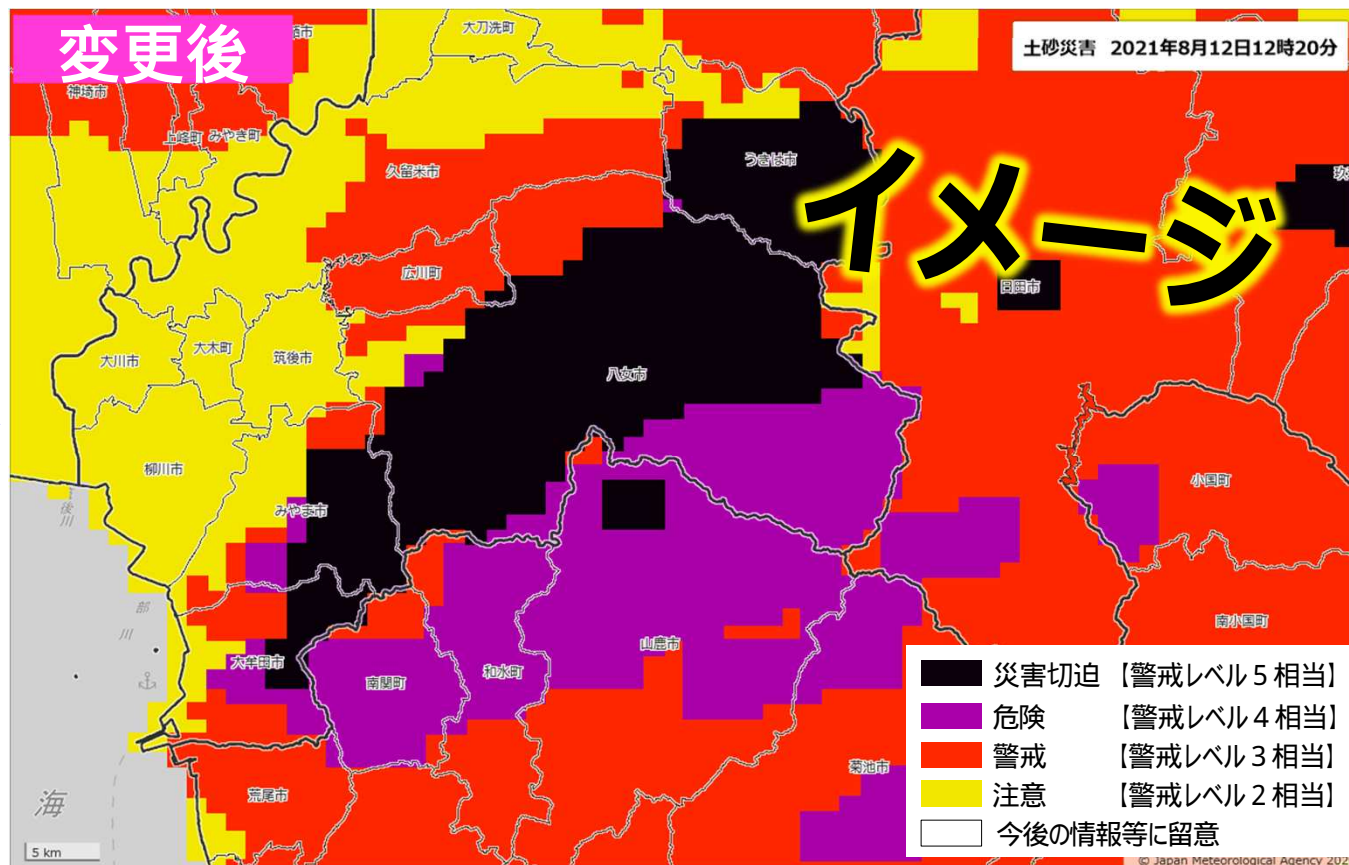 変更後
土砂災害 2021年8月12日12時20分
イメージ
大刀洗町
神埼市
上峰町
みやき町
久留米市
うきは市
広川町
日田市
大川市
大木町
筑後市
八女市
柳川市
みやま市
小国町
南小国町
大牟田市
南関町
和水町
山鹿市
菊池市
荒尾市
海
5 km
災害切迫 【警戒レベル5相当】
危険 【警戒レベル4相当】
警戒 【警戒レベル3相当】
注意 【警戒レベル2相当】
今後の情報等に留意
© Japan Meteorological Agency 202